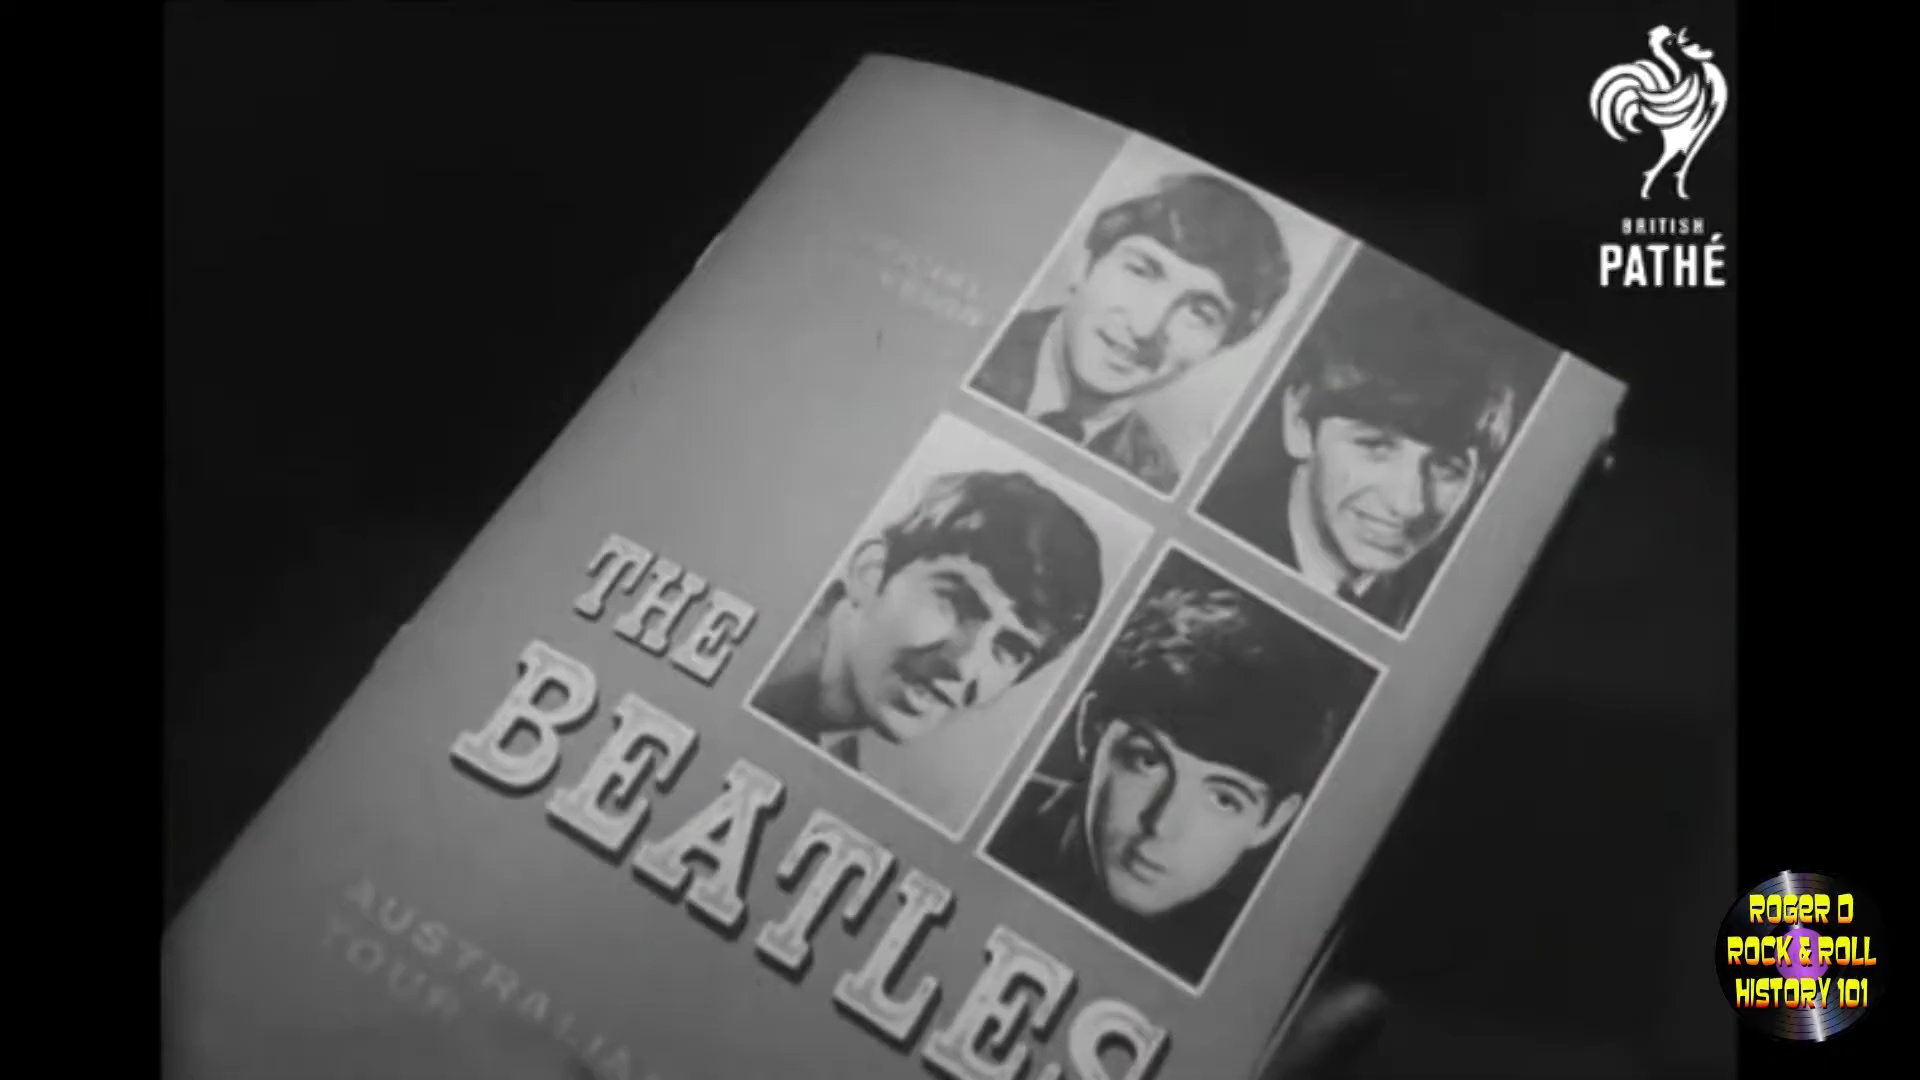 BRITISH
PATHÉ
THE
BEATLES
AUSTRALIAN
TOUR
ROGER D
ROCK & ROLL
HISTORY 101